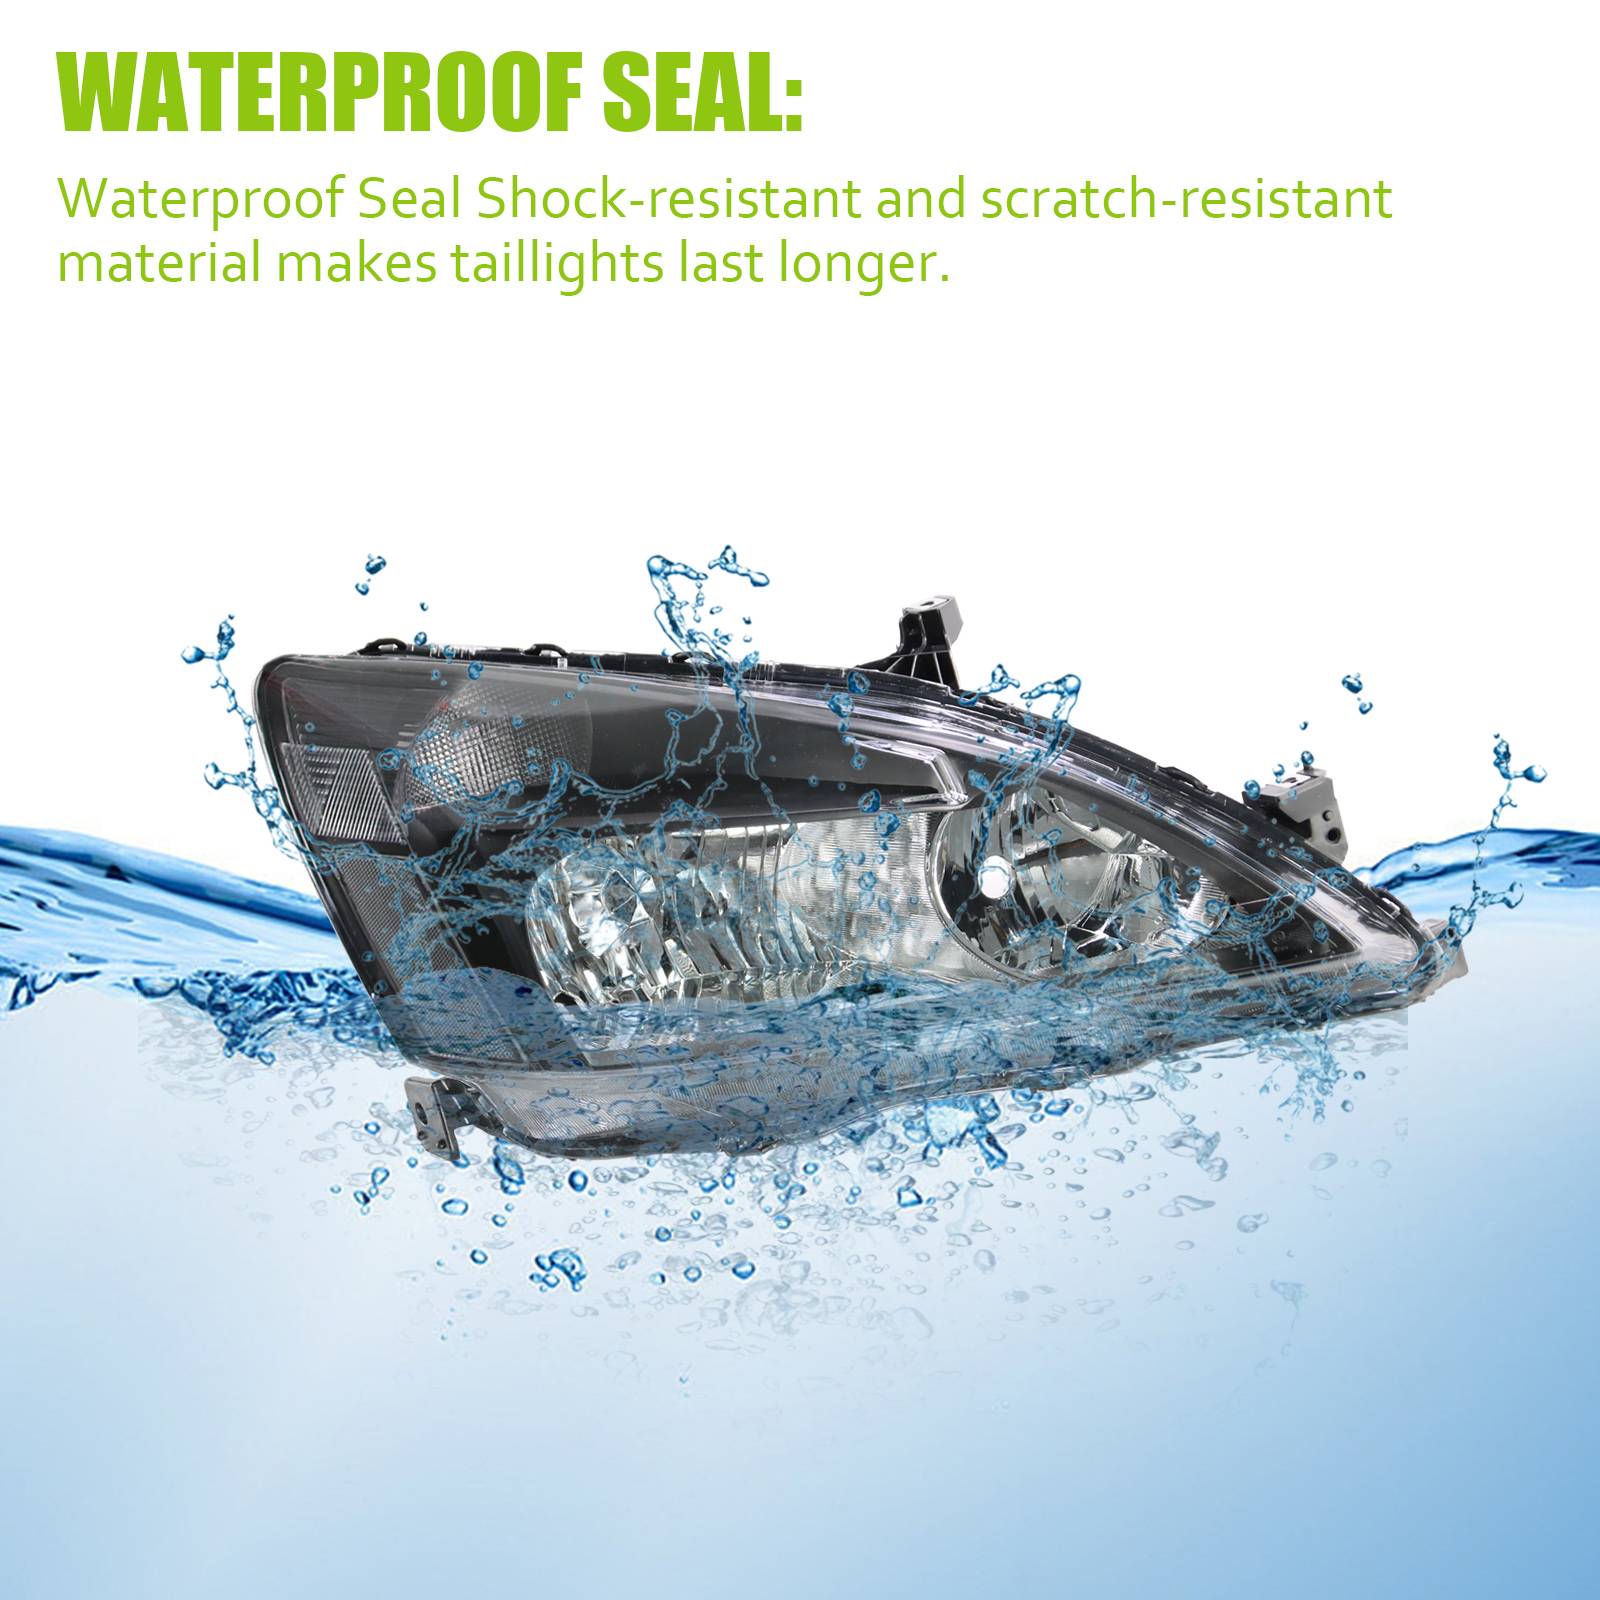 WATERPROOF SEAL:
Waterproof Seal Shock-resistant and scratch-resistant
material makes taillights last longer.